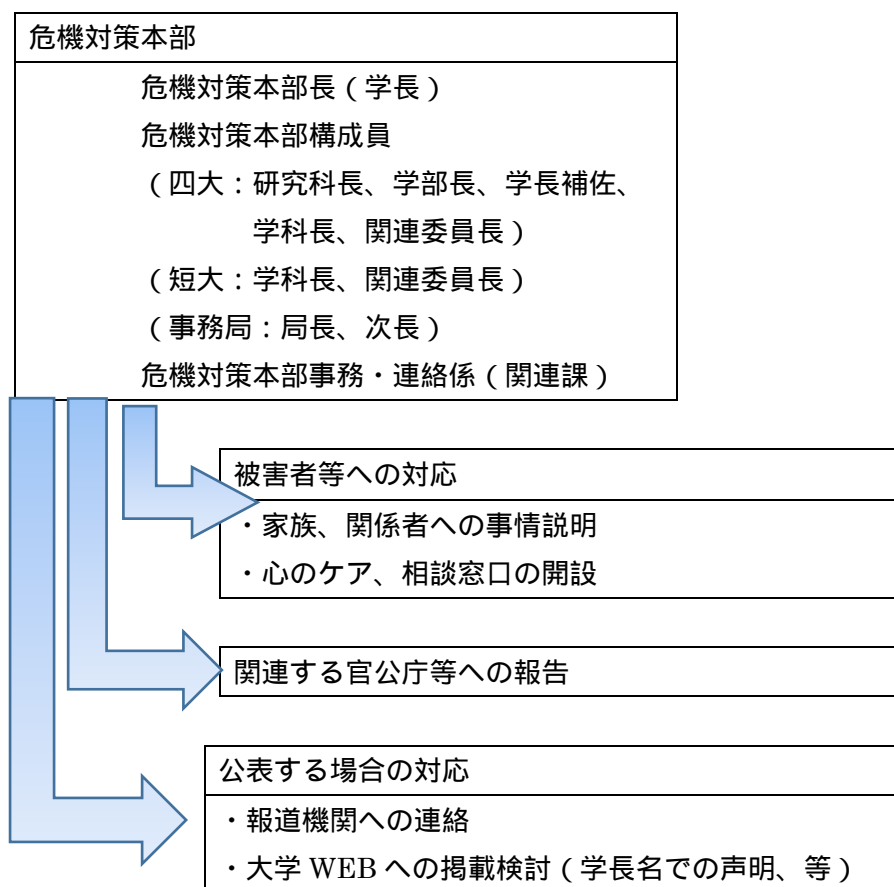 危機対策本部
危機対策本部長（学長）
危機対策本部構成員
（四大：研究科長、学部長、学長補佐、
学科長、関連委員長）
（短大：学科長、関連委員長）
（事務局：局長、次長）
危機対策本部事務・連絡係（関連課）
被害者等への対応
・家族、関係者への事情説明
・心のケア、相談窓口の開設
関連する官公庁等への報告
公表する場合の対応
・報道機関への連絡
・大学 WEB への掲載検討（学長名での声明、等）